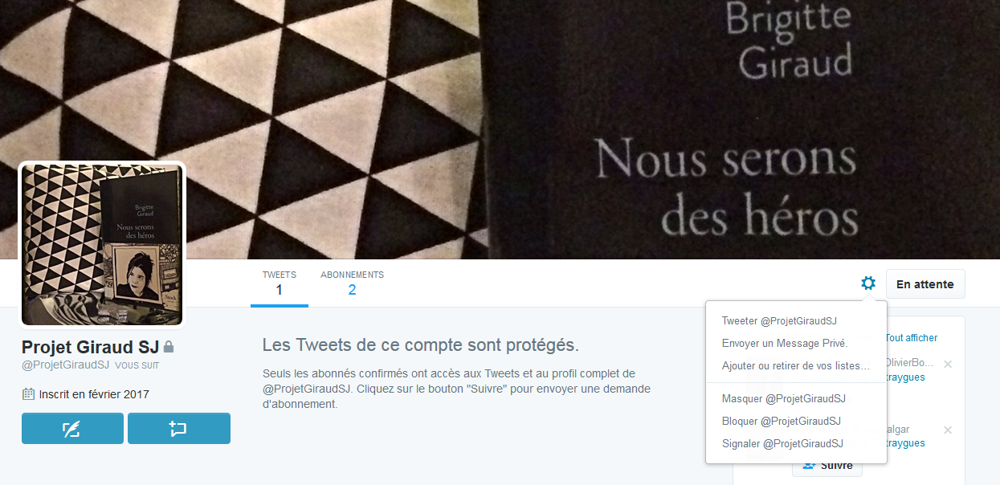 Brigitte
Giraud
Nous serons
des héros
Brigitte
Giraud
Nous serons
des héros
Stock
TWEETS
1
ABONNEMENTS
2
En attente
Projet Giraud SJ
@ProjetGiraudSJ VOUS SUIT
Inscrit en février 2017
Les Tweets de ce compte sont protégés.
Seuls les abonnés confirmés ont accès aux Tweets et au profil complet de
@ProjetGiraudSJ. Cliquez sur le bouton "Suivre" pour envoyer une demande
d'abonnement.
Tweeter @ProjetGiraudSJ
Envoyer un Message Privé.
Ajouter ou retirer de vos listes…
Masquer @ProjetGiraudSJ
Bloquer @ProjetGiraudSJ
Signaler @ProjetGiraudSJ
Tout afficher
OlivierBo...
traygues
algar
traygues
Suivre